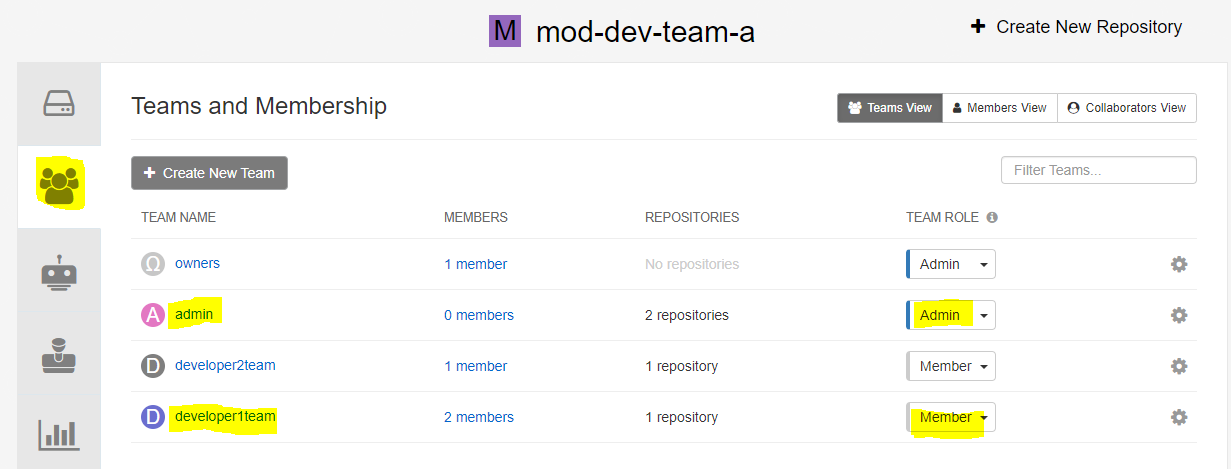 M mod-dev-team-a
Create New Repository
Teams and Membership
Teams View Members View Collaborators View
Create New Team
Filter Teams...
TEAM NAME MEMBERS REPOSITORIES TEAM ROLE
Ω owners 1 member No repositories Admin
A admin 0 members 2 repositories Admin
D developer2team 1 member 1 repository Member
D developer1team 2 members 1 repository Member